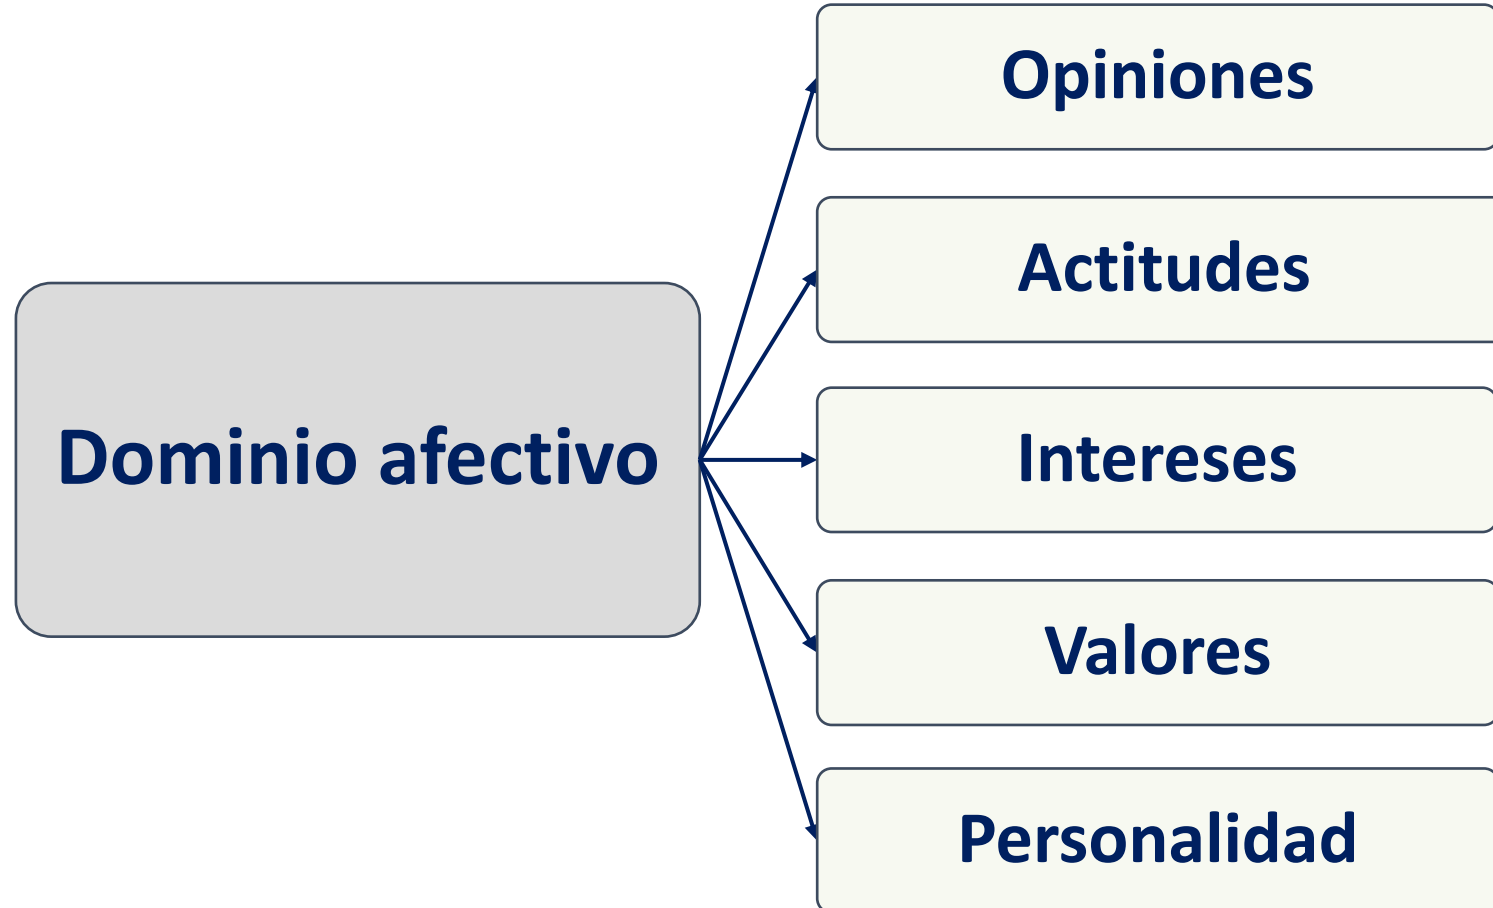 Opiniones
Actitudes
Dominio afectivo
Intereses
Valores
Personalidad